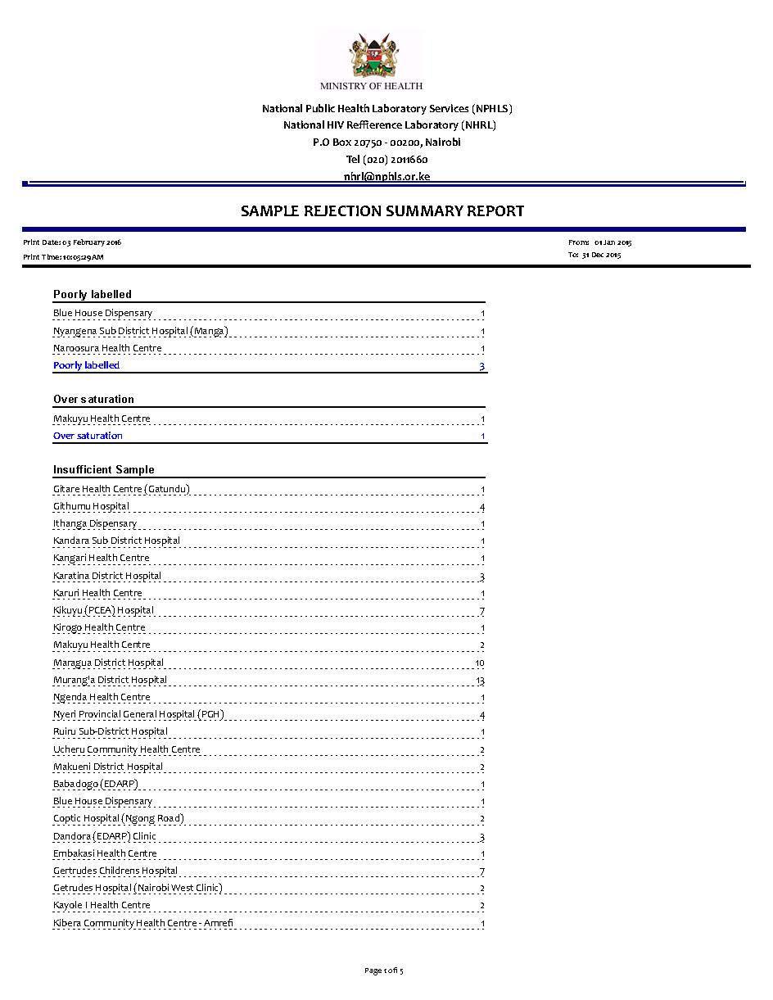 MINISTRY OF HEALTH
National Public Health Laboratory Services (NPHLS)
National HIV Reffierence Laboratory (NHRL)
P.O Box 20750 - 00200, Nairobi
Tel (020) 2011660
nhrl@nphls.or.ke
SAMPLE REJECTION SUMMARY REPORT
Print Date: 03 February 2016
From: 01 Jan 2015
Print Time: 10:05:29AM
To: 31 Dec 2015
Poorly labelled
Blue House Dispensary 1
Nyangena Sub District Hospital (Manga) 1
Naroosura Health Centre 1
Poorly labelled 3
Over saturation
Makuyu Health Centre 1
Over saturation 1
Insufficient Sample
Gitare Health Centre (Gatundu) 1
Githumu Hospital 4
Ithanga Dispensary 1
Kandara Sub District Hospital 1
Kangari Health Centre 1
Karatina District Hospital 3
Karuri Health Centre 1
Kikuyu (PCEA) Hospital 7
Kirogo Health Centre 1
Makuyu Health Centre 2
Maragua District Hospital 10
Murang'a District Hospital 13
Ngenda Health Centre 1
Nyeri Provincial General Hospital (PGH) 4
Ruiru Sub-District Hospital 1
Ucheru Community Health Centre 2
Makueni District Hospital 2
Babadogo (EDARP) 1
Blue House Dispensary 1
Coptic Hospital (Ngong Road) 2
Dandora (EDARP) Clinic 3
Embakasi Health Centre 1
Gertrudes Childrens Hospital 7
Getrudes Hospital (Nairobi West Clinic) 2
Kayole I Health Centre 2
Kibera Community Health Centre - Amrefi 1
Page 1 ofi 5